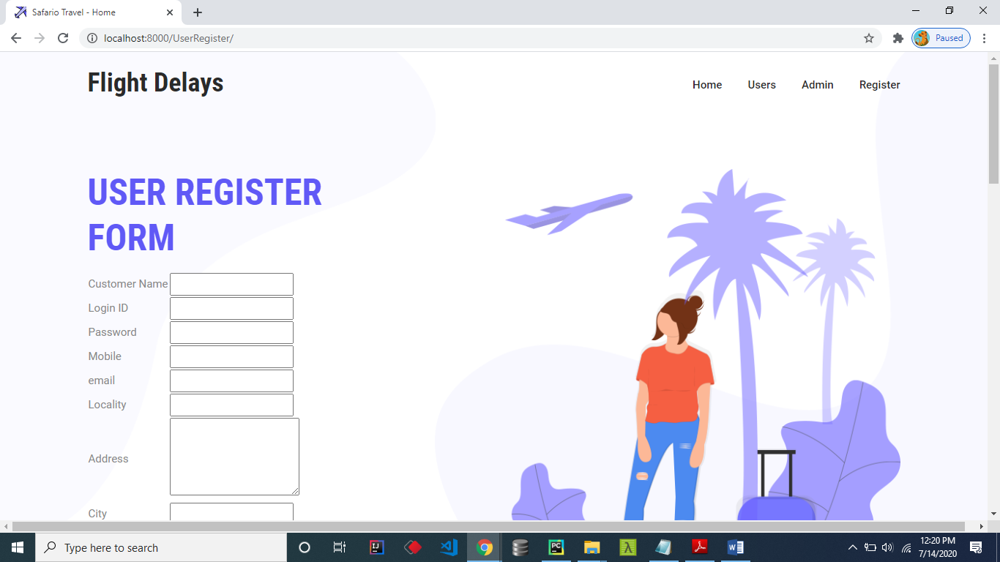 Safario Travel - Home
localhost:8000/UserRegister/
Paused
Flight Delays
Home Users Admin Register
USER REGISTER
FORM
Customer Name
Login ID
Password
Mobile
email
Locality
Address
City
Type here to search
12:20 PM
7/14/2020